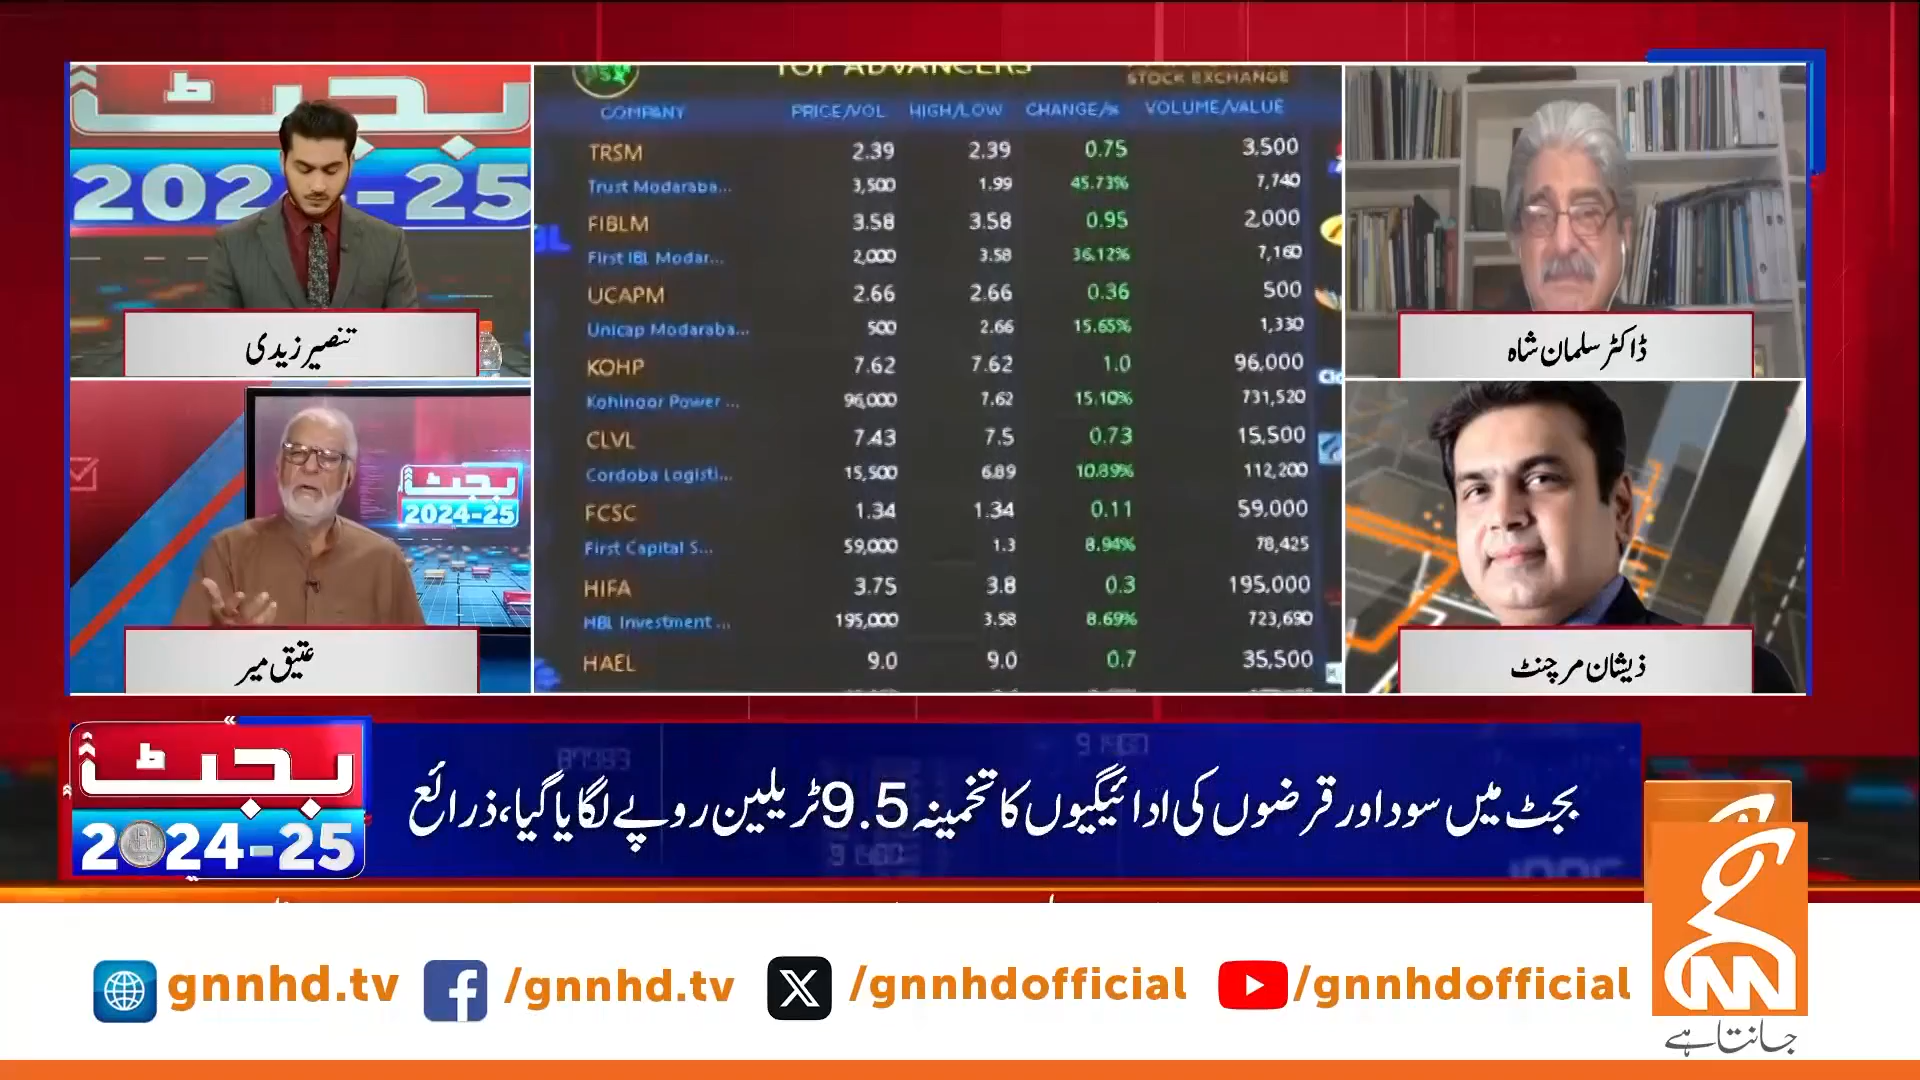 بجٹ
2024-25
تنصیر زیدی
بجٹ
2024-25
عتیق میر
TOP ADVANCERS
STOCK EXCHANGE
COMPANY PRICE/VOL HIGH/LOW CHANGE/% VOLUME/VALUE
TRSM 2.39 2.39 0.75 3,500
Trust Modaraba... 3,500 1.99 45.73% 7,740
FIBLM 3.58 3.58 0.95 2,000
First IBL Modar... 2,000 3.58 36.12% 7,160
UCAPM 2.66 2.66 0.36 500
Unicap Modaraba... 500 2.66 15.65% 1,330
KOHP 7.62 7.62 1.0 96,000
Kohinoor Power ... 96,000 7.62 15.10% 731,520
CLVL 7.43 7.5 0.73 15,500
Cordoba Logisti... 15,500 6.89 10.89% 112,200
FCSC 1.34 1.34 0.11 59,000
First Capital S... 59,000 1.3 8.94% 78,425
HIFA 3.75 3.8 0.3 195,000
HBL Investment ... 195,000 3.58 8.69% 723,690
HAEL 9.0 9.0 0.7 35,500
ڈاکٹر سلمان شاہ
ذیشان مرچنٹ
بجٹ
2024-25
بجٹ میں سود اور قرضوں کی ادائیگیوں کا تخمینہ 9.5 ٹریلین روپے لگایا گیا، ذرائع
gnnhd.tv /gnnhd.tv /gnnhdofficial /gnnhdofficial
GNN
جانتا ہے